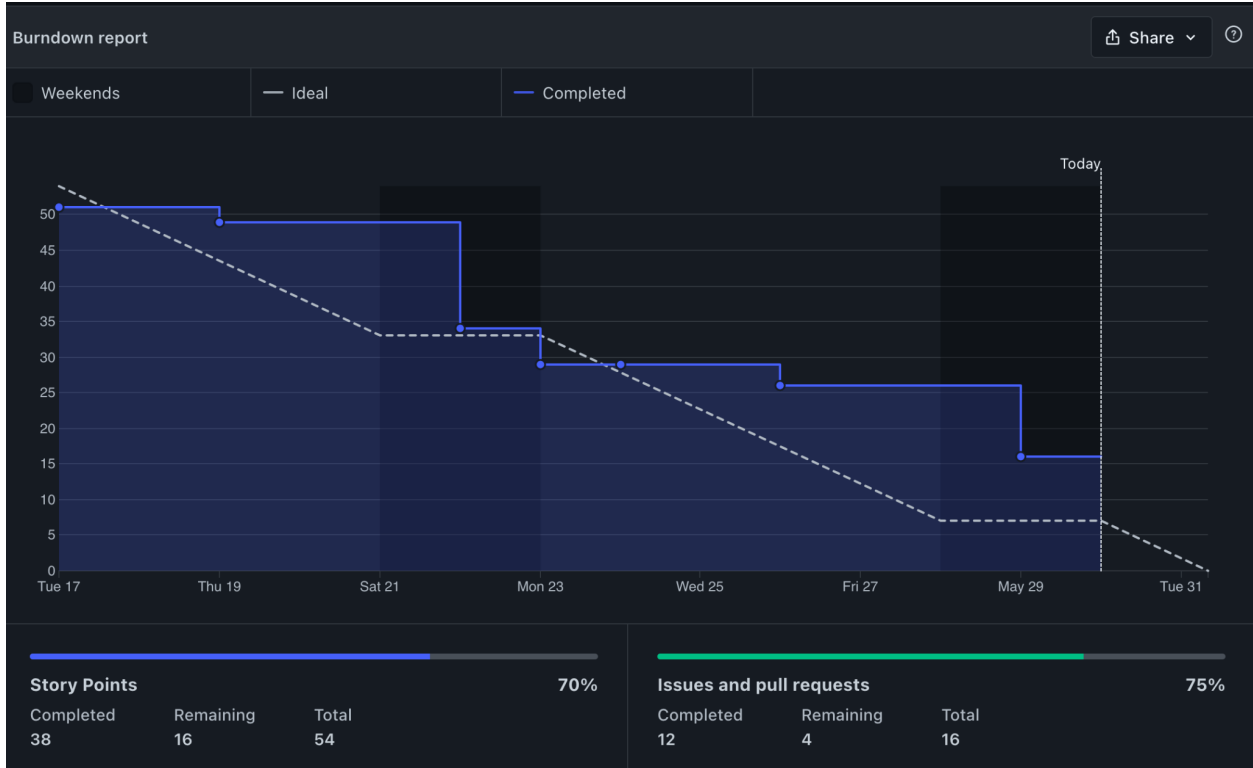 Burndown report
Share
Weekends
Ideal
Completed
Today
50
45
40
35
30
25
20
15
10
5
0
Tue 17 Thu 19 Sat 21 Mon 23 Wed 25 Fri 27 May 29 Tue 31
Story Points 70%
Completed Remaining Total
38 16 54
Issues and pull requests 75%
Completed Remaining Total
12 4 16